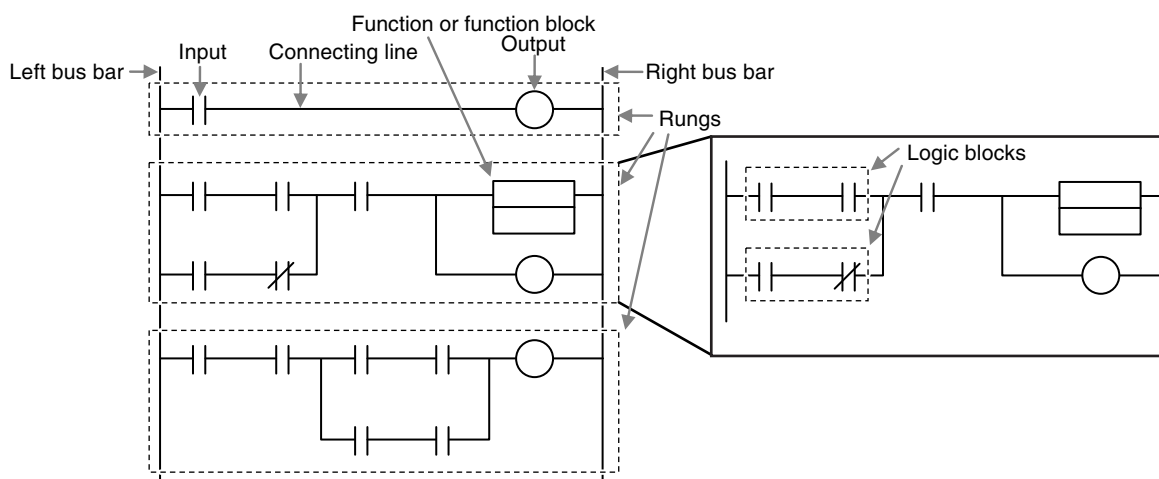 Function or function block
Input
Connecting line
Output
Left bus bar
Right bus bar
Rungs
Logic blocks